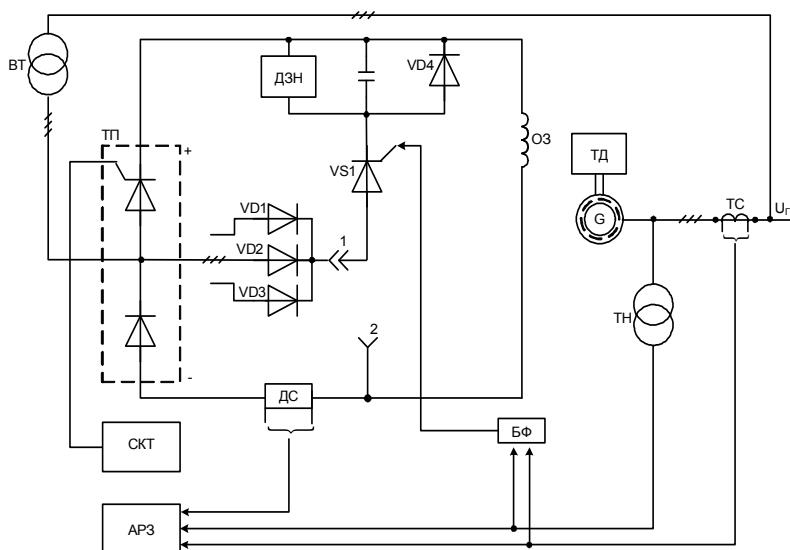 ВТ
ТП
+
-
ДЗН
VD4
VS1
ОЗ
VD1
VD2
VD3
1
2
ТД
G
ТС
Uг
ТН
ДС
БФ
СКТ
АРЗ